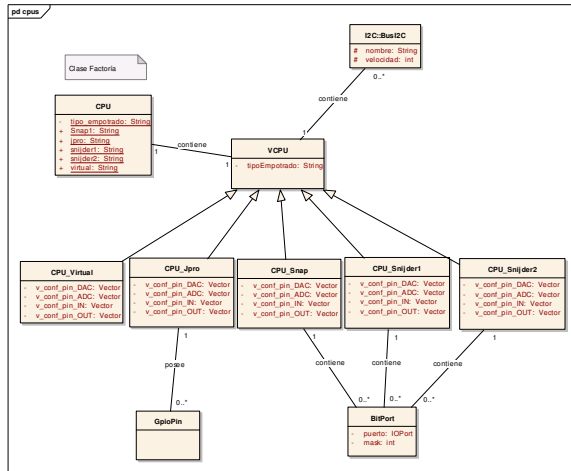 pd cpus
I2C::BusI2C
# nombre: String
# velocidad: int
0..*
Clase Factoría
contiene
CPU
- tipo_empotrado: String
+ Snap1: String
+ jpro: String
+ snijder1: String
+ snijder2: String
+ virtual: String
1
contiene
1
1
VCPU
- tipoEmpotrado: String
CPU_Virtual
- v_conf_pin_DAC: Vector
- v_conf_pin_ADC: Vector
- v_conf_pin_IN: Vector
- v_conf_pin_OUT: Vector
CPU_Jpro
- v_conf_pin_DAC: Vector
- v_conf_pin_ADC: Vector
- v_conf_pin_IN: Vector
- v_conf_pin_OUT: Vector
CPU_Snap
- v_conf_pin_DAC: Vector
- v_conf_pin_ADC: Vector
- v_conf_pin_IN: Vector
- v_conf_pin_OUT: Vector
CPU_Snijder1
- v_conf_pin_DAC: Vector
- v_conf_pin_ADC: Vector
- v_conf_pin_IN: Vector
- v_conf_pin_OUT: Vector
CPU_Snijder2
- v_conf_pin_DAC: Vector
- v_conf_pin_ADC: Vector
- v_conf_pin_IN: Vector
- v_conf_pin_OUT: Vector
1
1
1
1
posee
contiene
contiene
contiene
0..*
0..*
0..*
0..*
GpioPin
BitPort
- puerto: IOPort
- mask: int